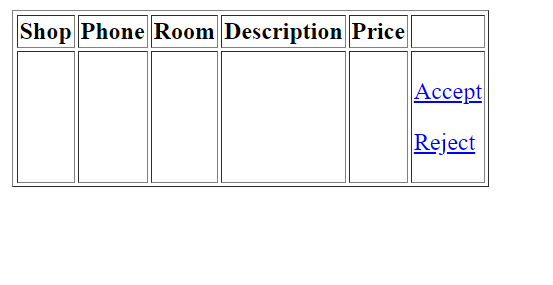 Shop Phone Room Description Price
Accept
Reject